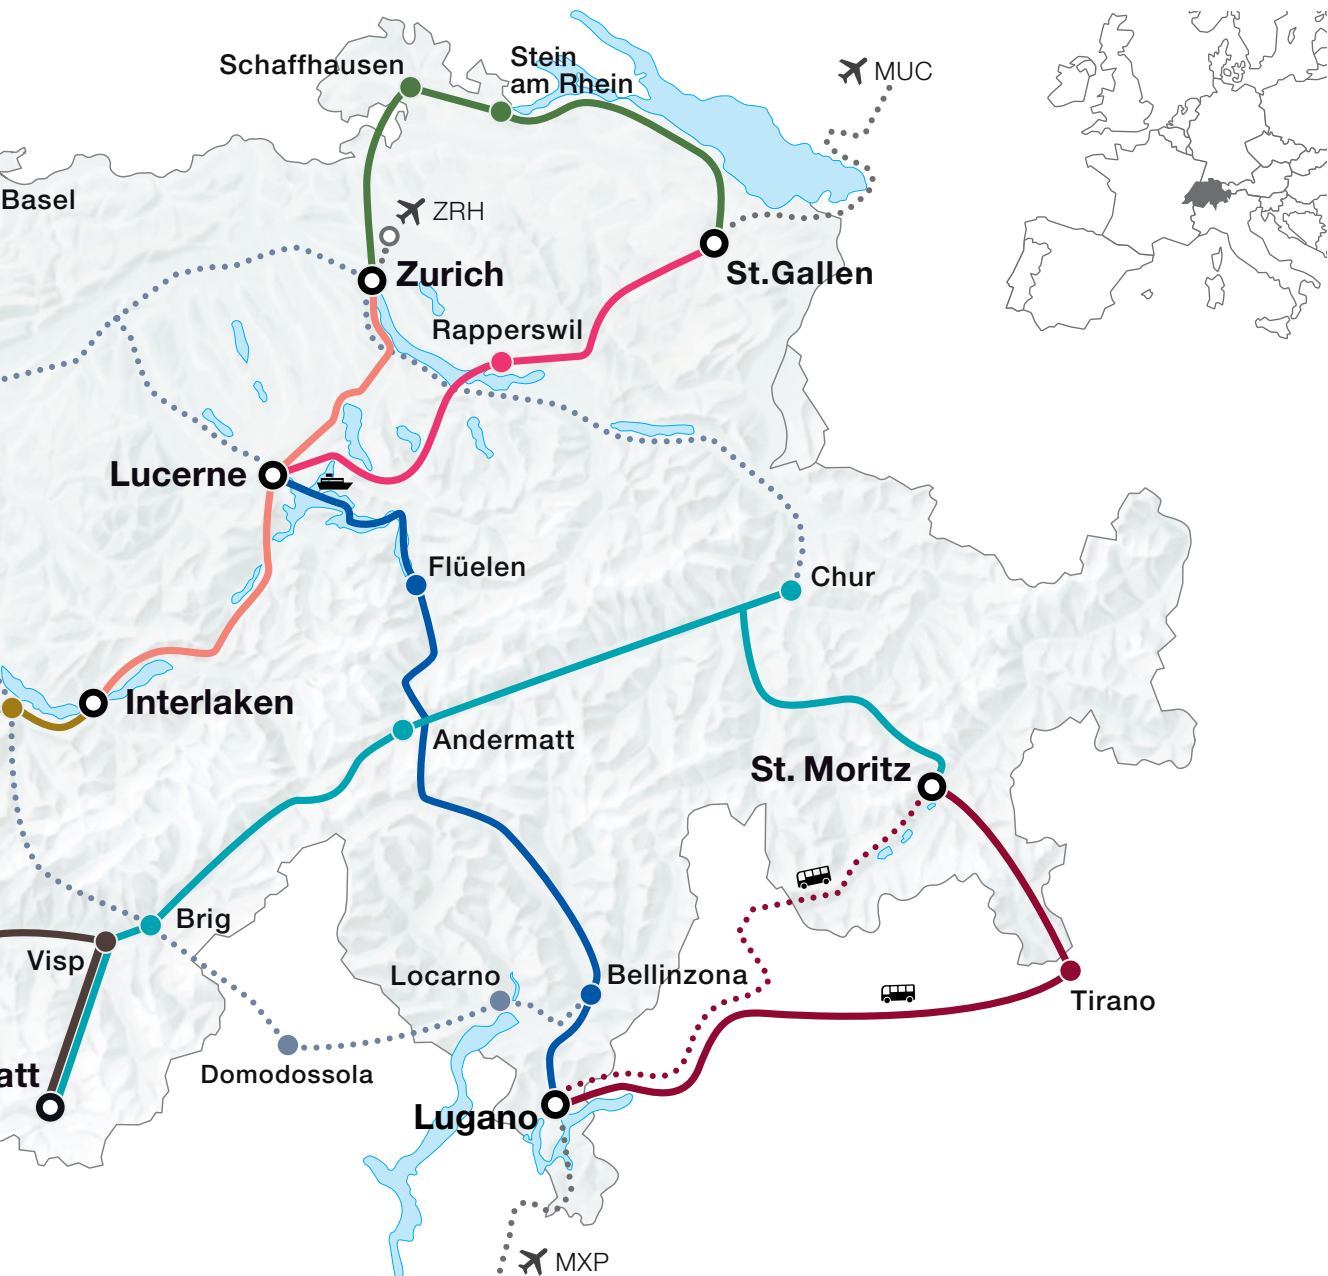 Schaffhausen
Stein
am Rhein
MUC
Basel
ZRH
Zurich
St.Gallen
Rapperswil
Lucerne
Flüelen
Chur
Interlaken
Andermatt
St. Moritz
Brig
Visp
Locarno
Bellinzona
Tirano
Domodossola
att
Lugano
MXP